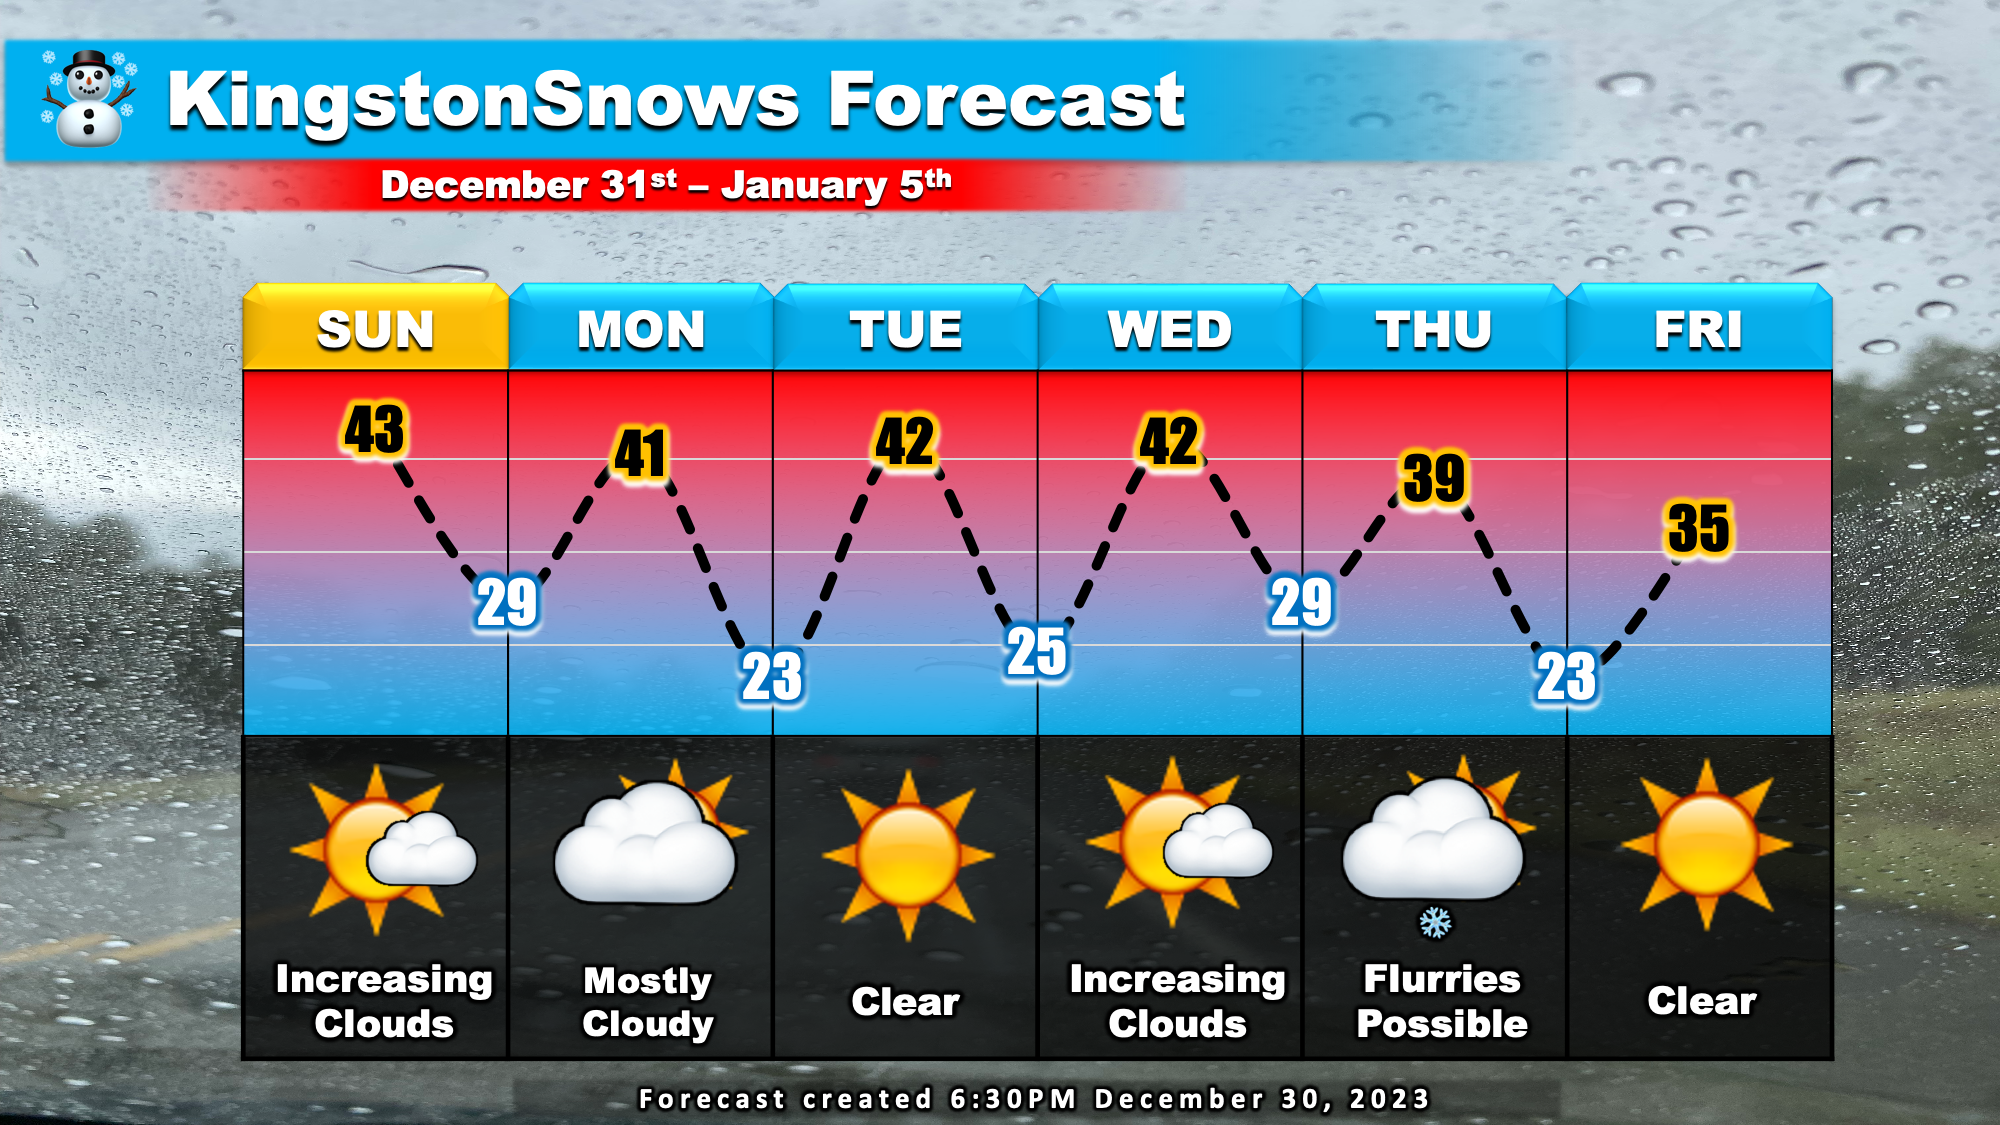 KingstonSnows Forecast
December 31st – January 5th
SUN MON TUE WED THU FRI
43 41 42 42 39 35
29 23 25 29 23
Increasing Clouds
Mostly Cloudy
Clear
Increasing Clouds
Flurries Possible
Clear
Forecast created 6:30PM December 30, 2023